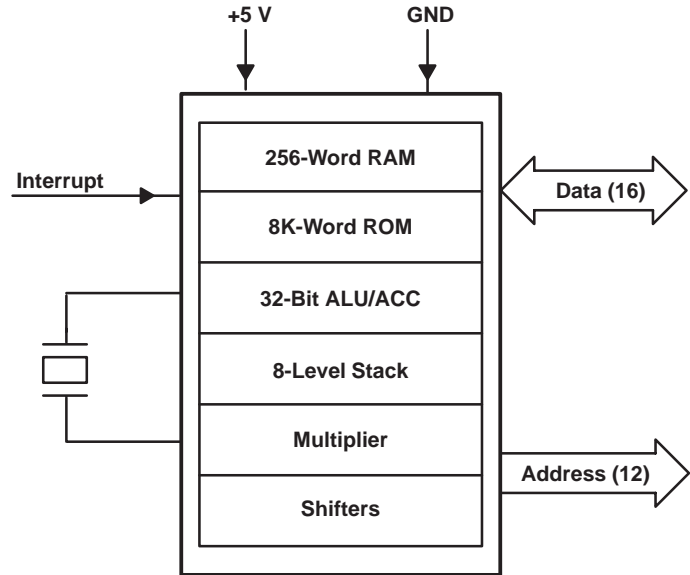 +5 V
GND
Interrupt
256-Word RAM
8K-Word ROM
32-Bit ALU/ACC
8-Level Stack
Multiplier
Shifters
Data (16)
Address (12)